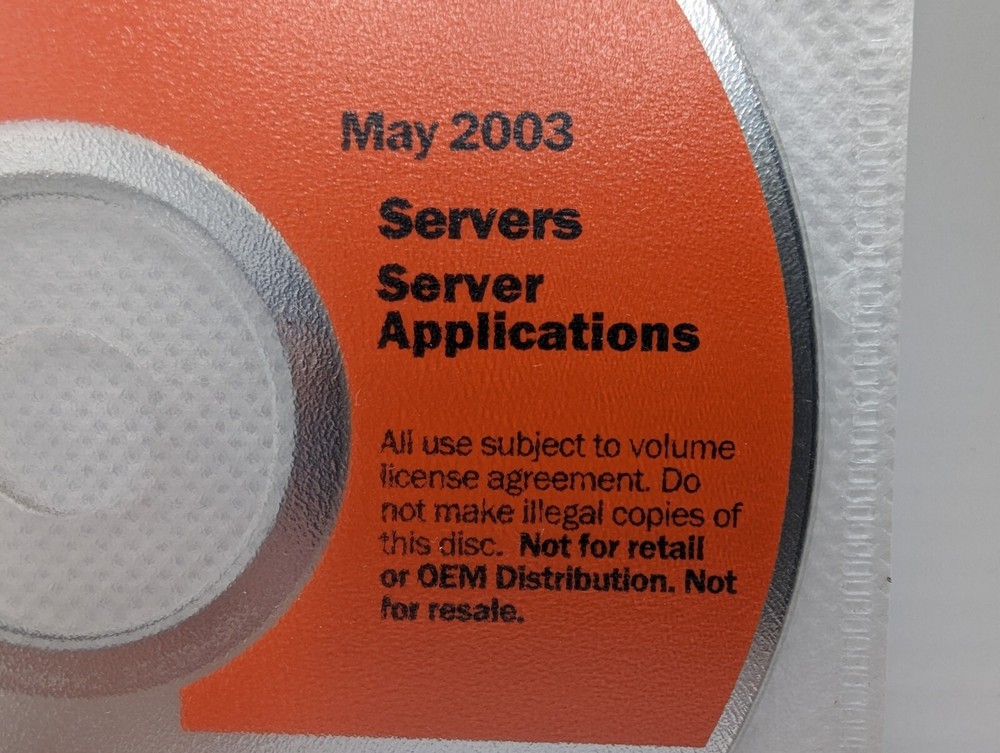 May 2003
Servers
Server
Applications
All use subject to volume
license agreement. Do
not make illegal copies of
this disc. Not for retail
or OEM Distribution. Not
for resale.